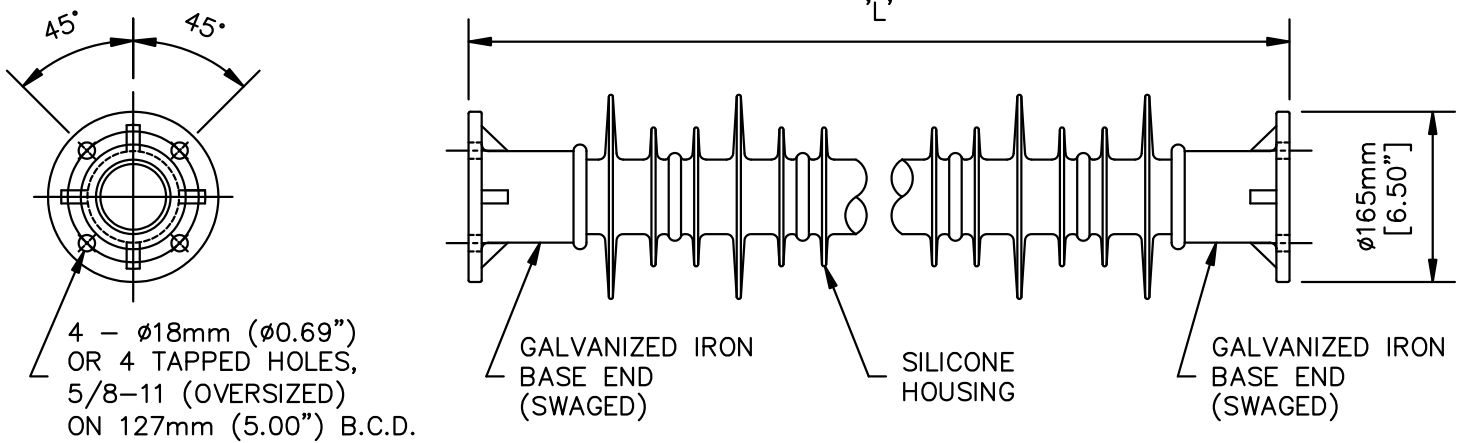 45°
45°
'L'
ø165mm
[6.50"]
4 – ø18mm (ø0.69")
OR 4 TAPPED HOLES,
5/8–11 (OVERSIZED)
ON 127mm (5.00") B.C.D.
GALVANIZED IRON
BASE END
(SWAGED)
SILICONE
HOUSING
GALVANIZED IRON
BASE END
(SWAGED)